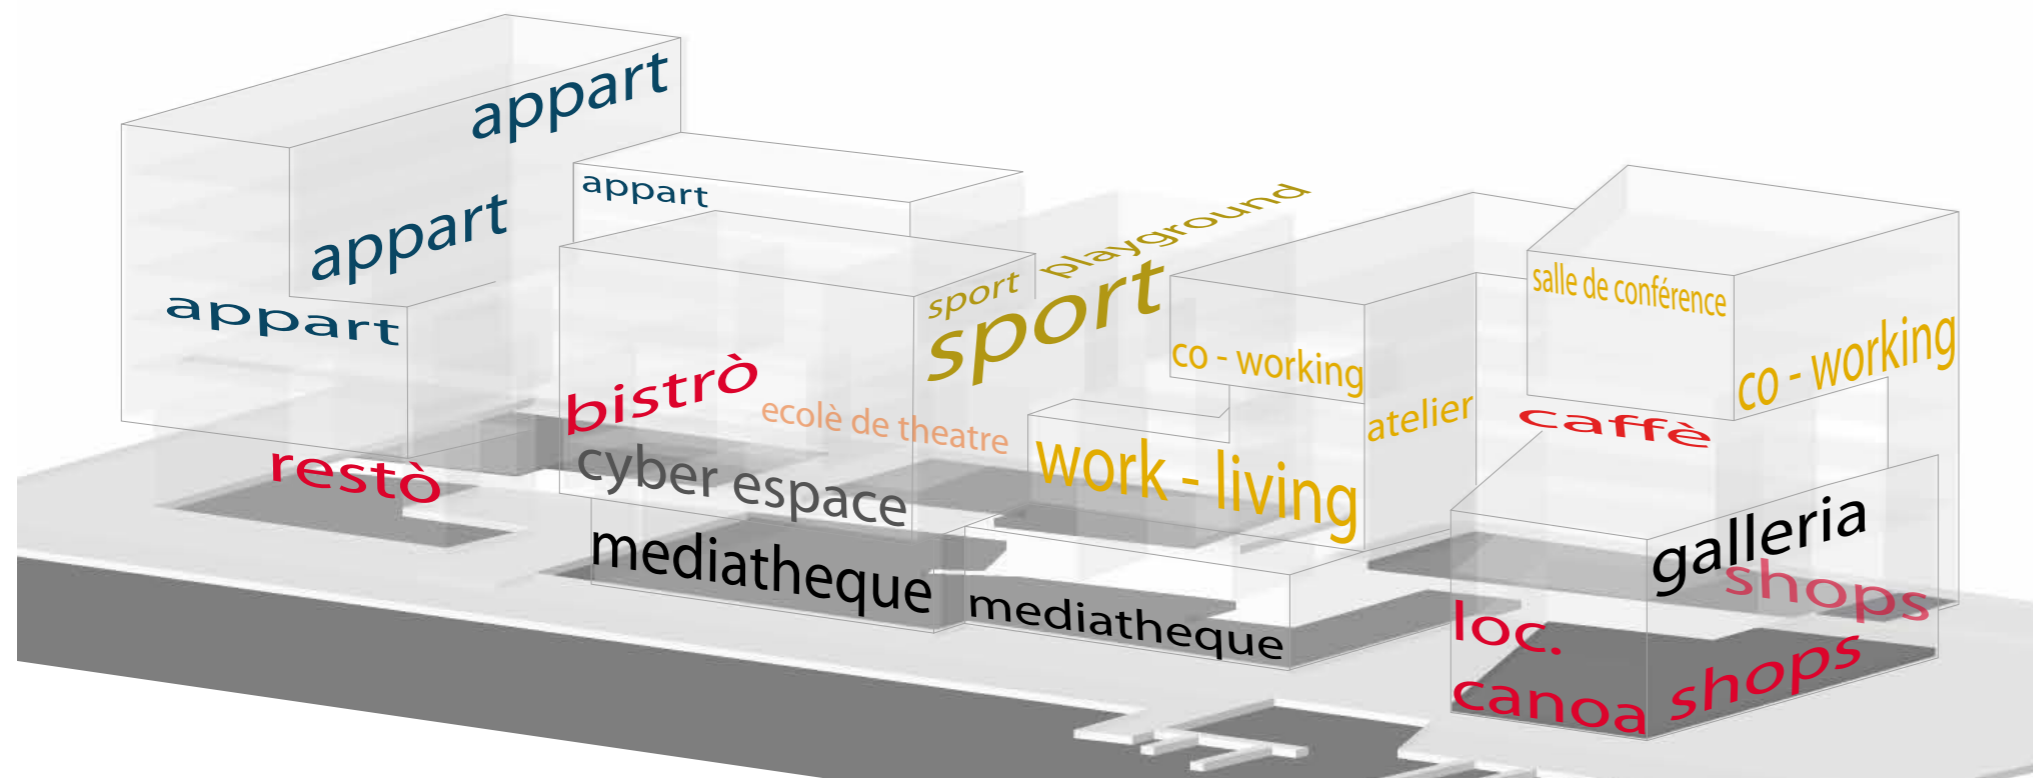 appart
appart
appart
appart
playground
sport
sport
salle de conférence
co - working
co - working
bistrò
ecolè de theatre
atelier
caffè
restò
cyber espace
work - living
mediatheque
mediatheque
galleria
shops
loc.
canoa
shops